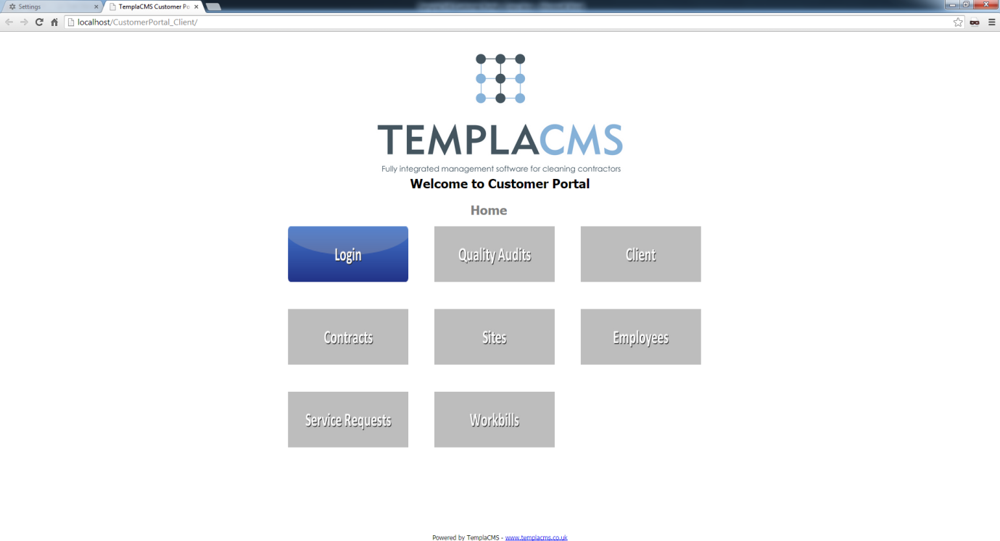 Settings
TemplaCMS Customer Po
localhost/CustomerPortal_Client/
TEMPLACMS
Fully integrated management software for cleaning contractors
Welcome to Customer Portal
Home
Login Quality Audits Client
Contracts Sites Employees
Service Requests Workbills
Powered by TemplaCMS - www.templacms.co.uk